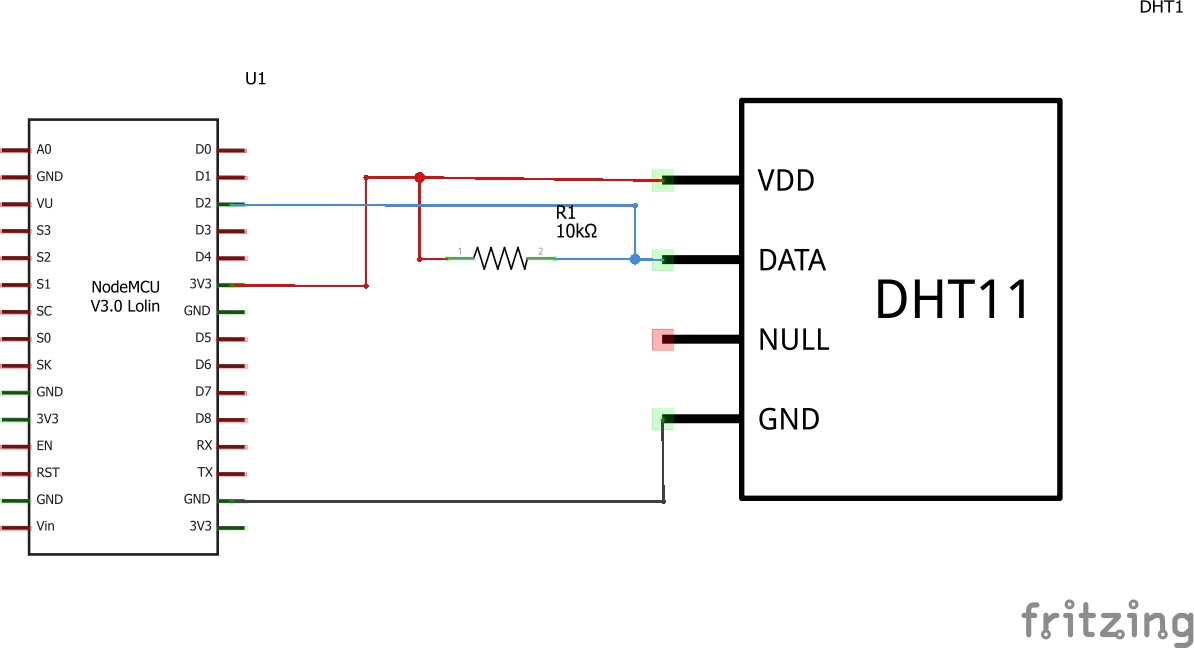 DHT1
U1
A0
GND
VU
S3
S2
S1
SC
S0
SK
GND
3V3
EN
RST
GND
Vin
NodeMCU
V3.0 Lolin
D0
D1
D2
D3
D4
3V3
GND
D5
D6
D7
D8
RX
TX
GND
3V3
R1
10kΩ
1
2
VDD
DATA
NULL
GND
DHT11
fritzing